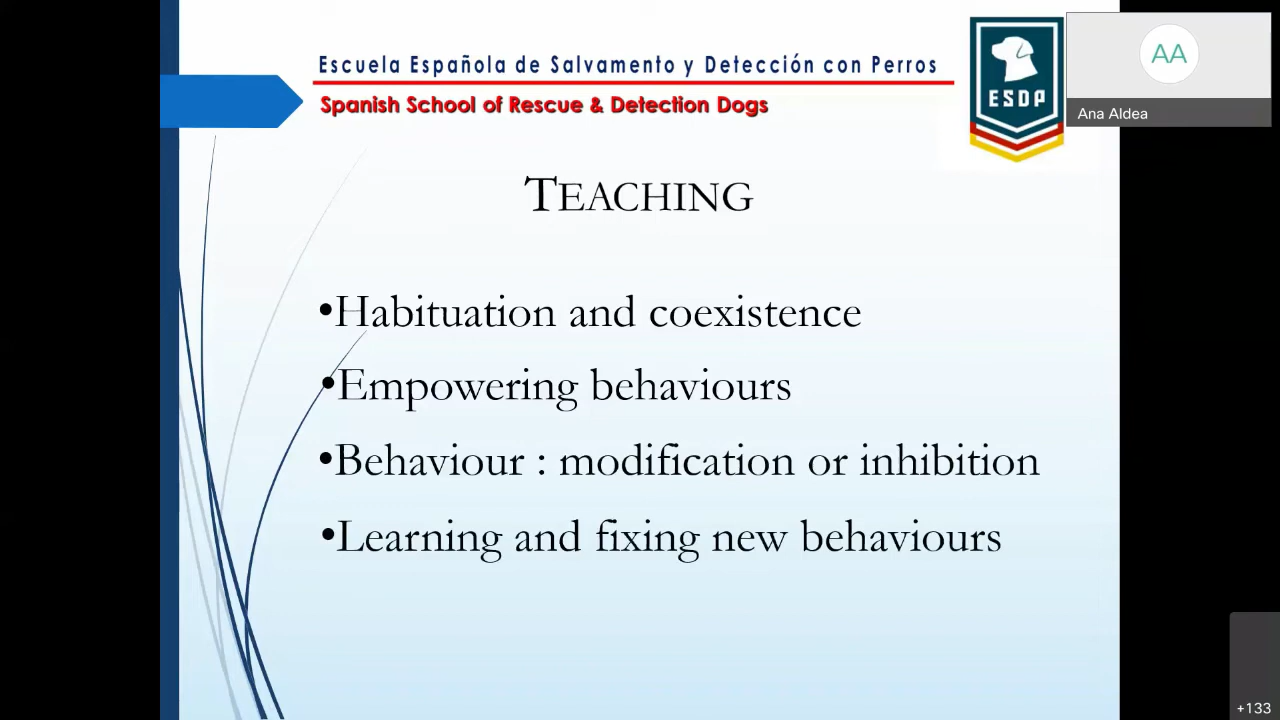 Escuela Española de Salvamento y Detección con Perros
Spanish School of Rescue & Detection Dogs
ESDP
AA
Ana Aldea
TEACHING
•Habituation and coexistence
•Empowering behaviours
•Behaviour : modification or inhibition
•Learning and fixing new behaviours
+133